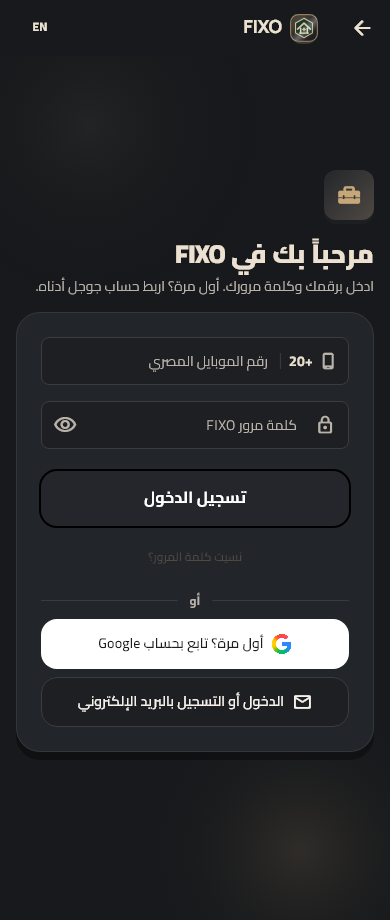 FIXO
EN
مرحباً بك في FIXO
ادخل برقمك وكلمة مرورك. أول مرة؟ اربط حساب جوجل أدناه.
20+ رقم الموبايل المصري
كلمة مرور FIXO
تسجيل الدخول
نسيت كلمة المرور؟
أو
أول مرة؟ تابع بحساب Google
الدخول أو التسجيل بالبريد الإلكتروني